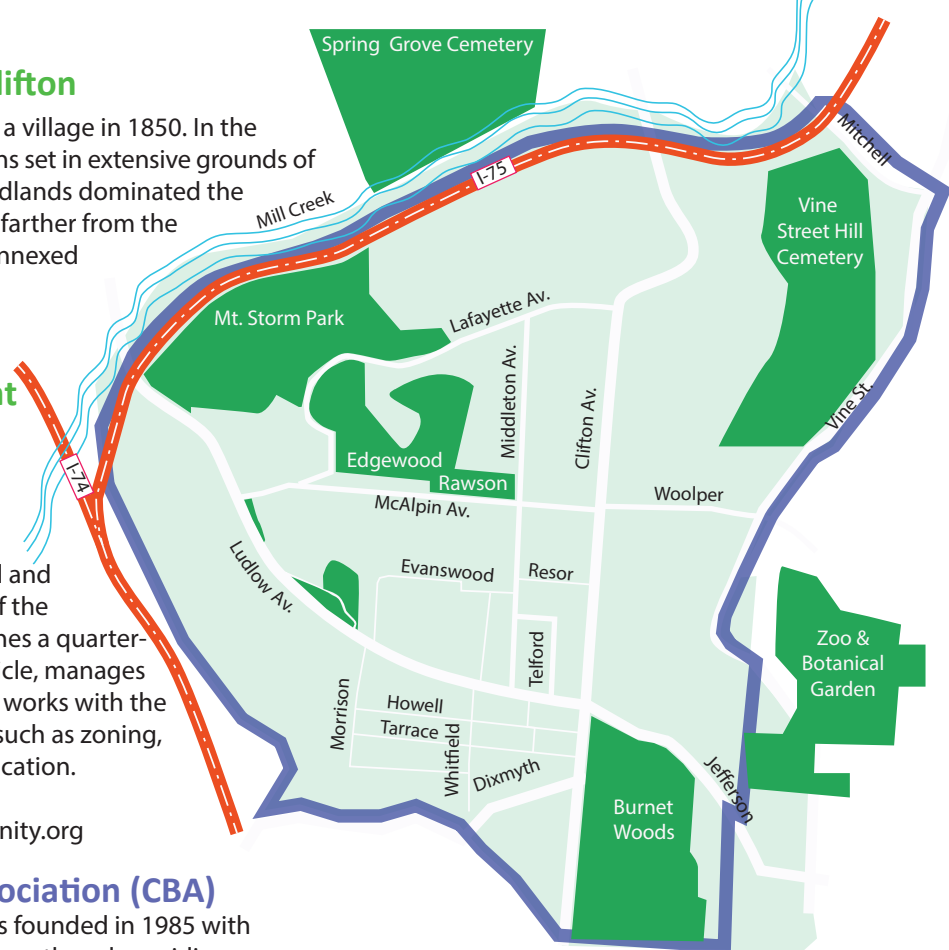 lifton
a village in 1850. In the
ns set in extensive grounds of
dlands dominated the
farther from the
nnexed
nt
d and
f the
hes a quarter-
icle, manages
works with the
such as zoning,
cation.
nity.org
ociation (CBA)
s founded in 1985 with
Spring Grove Cemetery
Mill Creek
I-75
Mitchell
Vine
Street Hill
Cemetery
Mt. Storm Park
Lafayette Av.
Middleton Av.
Clifton Av.
Vine St.
Edgewood
Rawson
I-74
McAlpin Av.
Woolper
Ludlow Av.
Evanswood
Resor
Telford
Zoo &
Botanical
Garden
Morrison
Howell
Tarrace
Whitfield
Dixmyth
Jefferson
Burnet
Woods